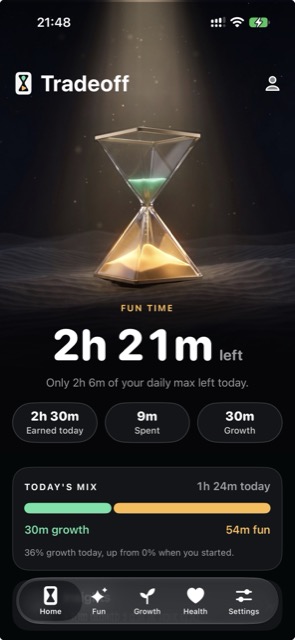 21:48
Tradeoff
FUN TIME
2h 21m left
Only 2h 6m of your daily max left today.
2h 30m
Earned today
9m
Spent
30m
Growth
TODAY'S MIX
1h 24m today
30m growth
54m fun
36% growth today, up from 0% when you started.
Home
Fun
Growth
Health
Settings